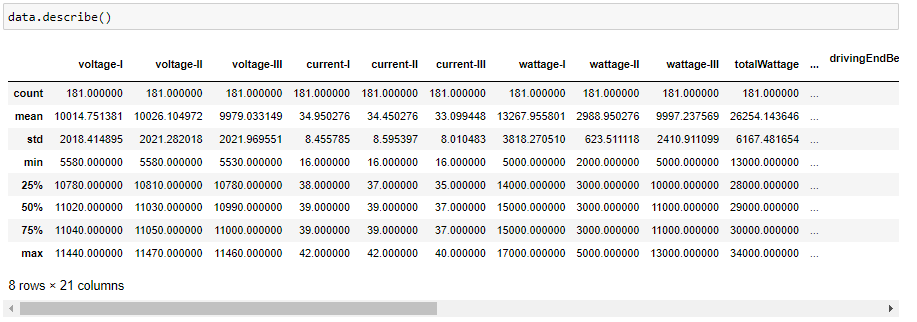 data.describe()
voltage-I voltage-II voltage-III current-I current-II current-III wattage-I wattage-II wattage-III totalWattage ... drivingEndBe
count 181.000000 181.000000 181.000000 181.000000 181.000000 181.000000 181.000000 181.000000 181.000000 181.000000 ...
mean 10014.751381 10026.104972 9979.033149 34.950276 34.450276 33.099448 13267.955801 2988.950276 9997.237569 26254.143646 ...
std 2018.414895 2021.282018 2021.969551 8.455785 8.595397 8.010483 3818.270510 623.511118 2410.911099 6167.481654 ...
min 5580.000000 5580.000000 5530.000000 16.000000 16.000000 16.000000 5000.000000 2000.000000 5000.000000 13000.000000 ...
25% 10780.000000 10810.000000 10780.000000 38.000000 37.000000 35.000000 14000.000000 3000.000000 10000.000000 28000.000000 ...
50% 11020.000000 11030.000000 10990.000000 39.000000 39.000000 37.000000 15000.000000 3000.000000 11000.000000 29000.000000 ...
75% 11040.000000 11050.000000 11000.000000 39.000000 39.000000 37.000000 15000.000000 3000.000000 11000.000000 30000.000000 ...
max 11440.000000 11470.000000 11460.000000 42.000000 42.000000 40.000000 17000.000000 5000.000000 13000.000000 34000.000000 ...
8 rows × 21 columns